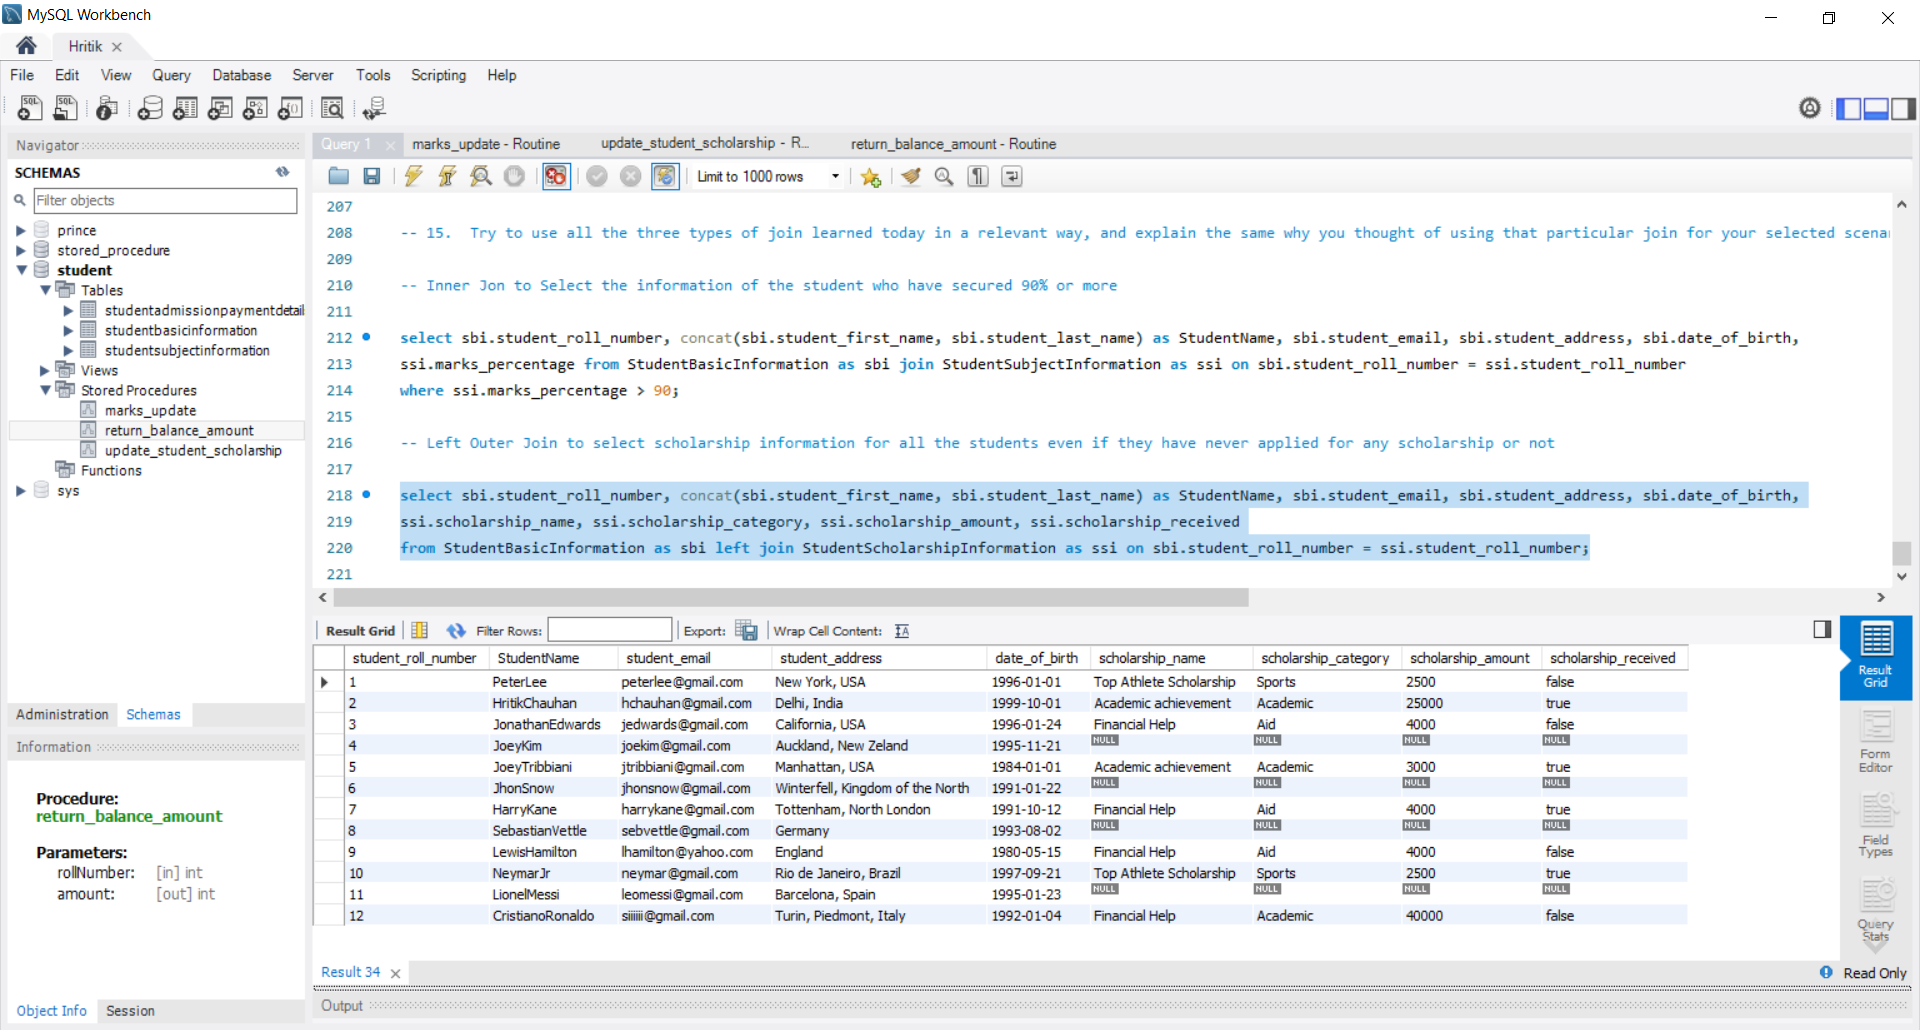 MySQL Workbench
Hritik
File Edit View Query Database Server Tools Scripting Help
Navigator
SCHEMAS
Filter objects
prince
stored_procedure
student
Tables
studentadmissionpaymentdetail
studentbasicinformation
studentsubjectinformation
Views
Stored Procedures
marks_update
return_balance_amount
update_student_scholarship
Functions
sys
Administration Schemas
Information
Procedure:
return_balance_amount
Parameters:
rollNumber: [in] int
amount: [out] int
Object Info Session
Query 1 marks_update - Routine update_student_scholarship - R... return_balance_amount - Routine
Limit to 1000 rows
207
208 -- 15.  Try to use all the three types of join learned today in a relevant way, and explain the same why you thought of using that particular join for your selected scena
209
210 -- Inner Jon to Select the information of the student who have secured 90% or more
211
212 select sbi.student_roll_number, concat(sbi.student_first_name, sbi.student_last_name) as StudentName, sbi.student_email, sbi.student_address, sbi.date_of_birth,
213 ssi.marks_percentage from StudentBasicInformation as sbi join StudentSubjectInformation as ssi on sbi.student_roll_number = ssi.student_roll_number
214 where ssi.marks_percentage > 90;
215
216 -- Left Outer Join to select scholarship information for all the students even if they have never applied for any scholarship or not
217
218 select sbi.student_roll_number, concat(sbi.student_first_name, sbi.student_last_name) as StudentName, sbi.student_email, sbi.student_address, sbi.date_of_birth,
219 ssi.scholarship_name, ssi.scholarship_category, ssi.scholarship_amount, ssi.scholarship_received
220 from StudentBasicInformation as sbi left join StudentScholarshipInformation as ssi on sbi.student_roll_number = ssi.student_roll_number;
221
Result Grid Filter Rows: Export: Wrap Cell Content:
student_roll_number StudentName student_email student_address date_of_birth scholarship_name scholarship_category scholarship_amount scholarship_received
1 PeterLee peterlee@gmail.com New York, USA 1996-01-01 Top Athlete Scholarship Sports 2500 false
2 HritikChauhan hchauhan@gmail.com Delhi, India 1999-10-01 Academic achievement Academic 25000 true
3 JonathanEdwards jedwards@gmail.com California, USA 1996-01-24 Financial Help Aid 4000 false
4 JoeyKim joekim@gmail.com Auckland, New Zeland 1995-11-21 NULL NULL NULL NULL
5 JoeyTribbiani jtribbiani@gmail.com Manhattan, USA 1984-01-01 Academic achievement Academic 3000 true
6 JhonSnow jhonsnow@gmail.com Winterfell, Kingdom of the North 1991-01-22 NULL NULL NULL NULL
7 HarryKane harrykane@gmail.com Tottenham, North London 1991-10-12 Financial Help Aid 4000 true
8 SebastianVettle sebvettle@gmail.com Germany 1993-08-02 NULL NULL NULL NULL
9 LewisHamilton lhamilton@yahoo.com England 1980-05-15 Financial Help Aid 4000 false
10 NeymarJr neymar@gmail.com Rio de Janeiro, Brazil 1997-09-21 Top Athlete Scholarship Sports 2500 true
11 LionelMessi leomessi@gmail.com Barcelona, Spain 1995-01-23 NULL NULL NULL NULL
12 CristianoRonaldo siiiiii@gmail.com Turin, Piedmont, Italy 1992-01-04 Financial Help Academic 40000 false
Result
Grid
Form
Editor
Field
Types
Query
Stats
Result 34
Read Only
Output